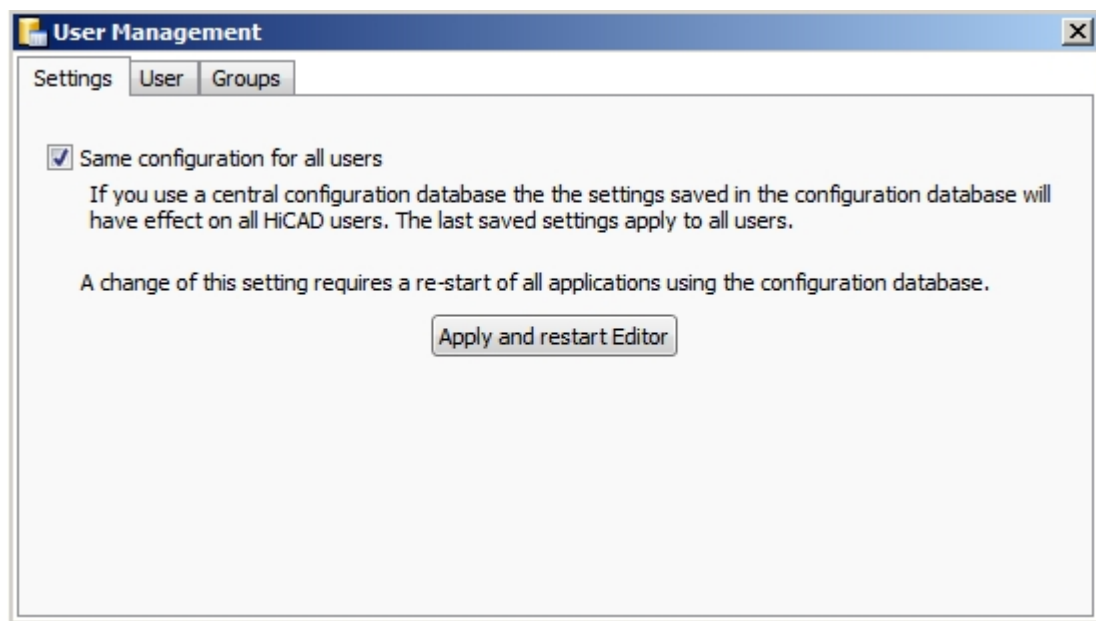 User Management
Settings User Groups
Same configuration for all users
If you use a central configuration database the the settings saved in the configuration database will
have effect on all HiCAD users. The last saved settings apply to all users.
A change of this setting requires a re-start of all applications using the configuration database.
Apply and restart Editor